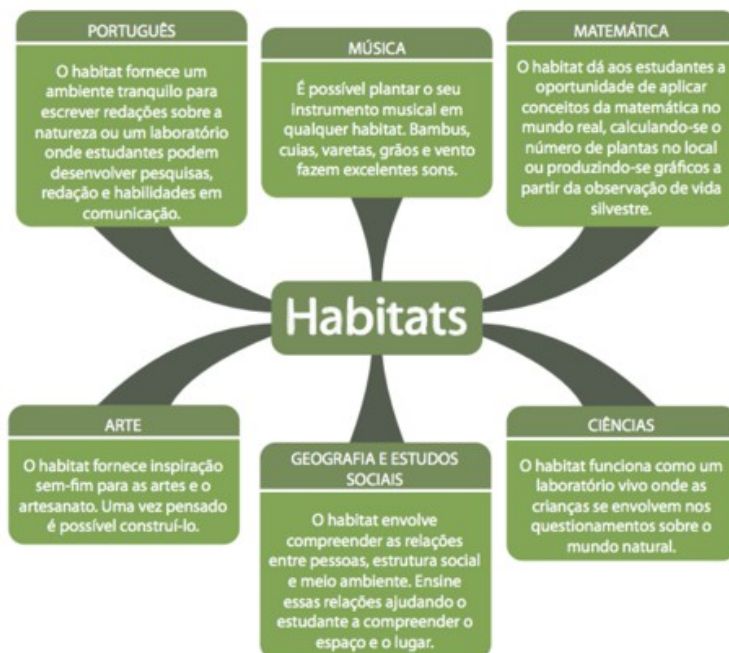 PORTUGUÊS
O habitat fornece um
ambiente tranquilo para
escrever redações sobre a
natureza ou um laboratório
onde estudantes podem
desenvolver pesquisas,
redação e habilidades em
comunicação.
MÚSICA
É possível plantar o seu
instrumento musical em
qualquer habitat. Bambus,
cuias, varetas, grãos e vento
fazem excelentes sons.
MATEMÁTICA
O habitat dá aos estudantes a
oportunidade de aplicar
conceitos da matemática no
mundo real, calculando-se o
número de plantas no local
ou produzindo-se gráficos a
partir da observação de vida
silvestre.
Habitats
ARTE
O habitat fornece inspiração
sem-fim para as artes e o
artesanato. Uma vez pensado
é possível construí-lo.
GEOGRAFIA E ESTUDOS
SOCIAIS
O habitat envolve
compreender as relações
entre pessoas, estrutura social
e meio ambiente. Ensine
essas relações ajudando o
estudante a compreender o
espaço e o lugar.
CIÊNCIAS
O habitat funciona como um
laboratório vivo onde as
crianças se envolvem nos
questionamentos sobre o
mundo natural.